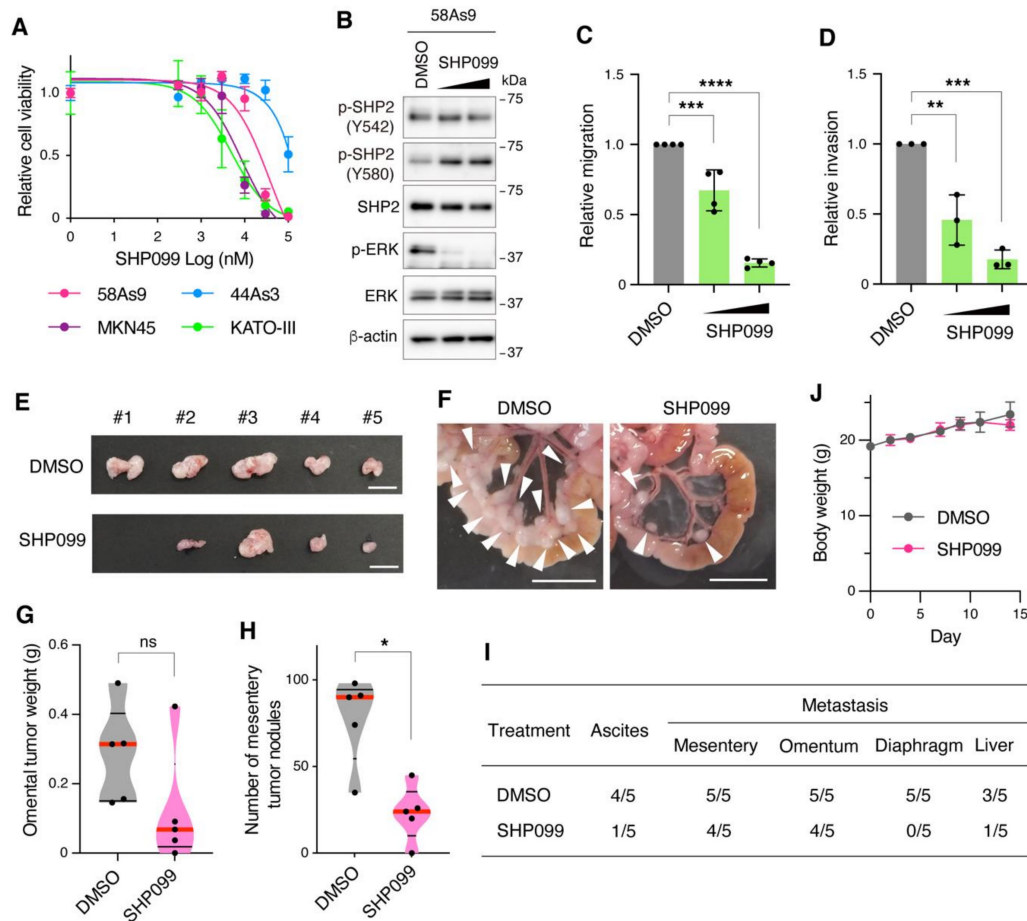 A
Relative cell viability
1.0
0.5
0
0 1 2 3 4 5
SHP099 Log (nM)
58As9 44As3
MKN45 KATO-III
B
58As9
DMSO SHP099
kDa
p-SHP2 (Y542) -75
p-SHP2 (Y580) -75
SHP2 -75
p-ERK -37
ERK -37
β-actin -37
C
Relative migration
1.5
1.0
0.5
0
*** ****
DMSO SHP099
D
Relative invasion
1.5
1.0
0.5
0
** ***
DMSO SHP099
E
#1 #2 #3 #4 #5
DMSO
SHP099
F
DMSO SHP099
J
Body weight (g)
20
10
0
0 5 10 15
Day
DMSO
SHP099
G
Omental tumor weight (g)
0.6
0.4
0.2
0
ns
DMSO SHP099
H
Number of mesentery
tumor nodules
100
50
0
*
DMSO SHP099
I
Treatment Ascites Metastasis
Mesentery Omentum Diaphragm Liver
DMSO 4/5 5/5 5/5 5/5 3/5
SHP099 1/5 4/5 4/5 0/5 1/5